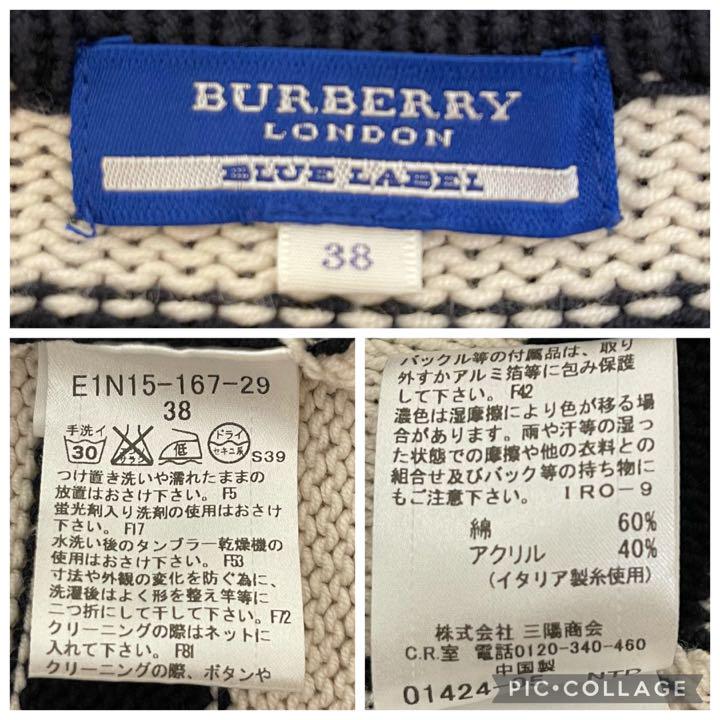 BURBERRY
LONDON
BLUE LABEL
38
E1N15-167-29
38
手洗イ
30
エンソ
サラシ
低
ドライ
セキユ系
S39
つけ置き洗いや濡れたままの
放置はおさけ下さい。F5
蛍光剤入り洗剤の使用はおさけ
下さい。F17
水洗い後のタンブラー乾燥機の
使用はおさけ下さい。F53
寸法や外観の変化を防ぐ為に、
洗濯後はよく形を整え竿等に
二つ折にして干して下さい。F72
クリーニングの際はネットに
入れて下さい。F81
クリーニングの際、ボタンや
バックル等の付属品は、取り
外すかアルミ箔等に包み保護
して下さい。F42
濃色は湿摩擦により色が移る場
合があります。雨や汗等の湿っ
た状態での摩擦や他の衣料との
組合せ及びバック等の持ち物に
もご注意下さい。IRO-9
綿 60%
アクリル 40%
(イタリア製糸使用)
株式会社 三陽商会
C.R.室 電話0120-340-460
中国製
01424
PIC•COLLAGE